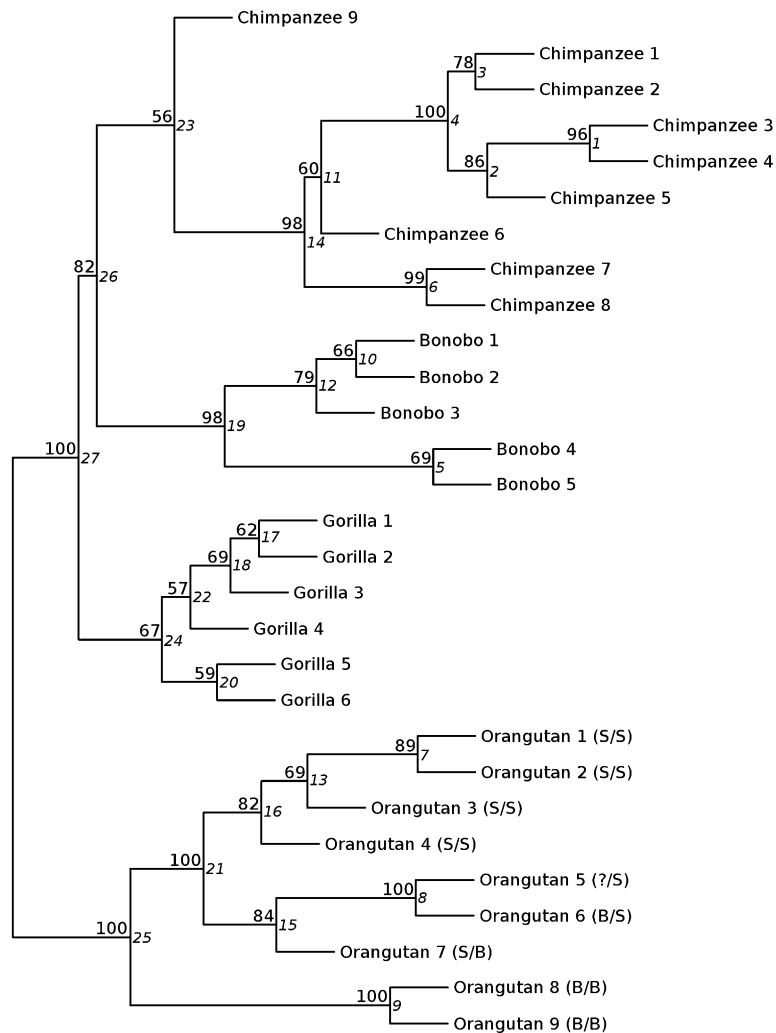 Chimpanzee 9
Chimpanzee 1
78
3
Chimpanzee 2
100
4
56
23
Chimpanzee 3
96
1
Chimpanzee 4
86
2
60
11
Chimpanzee 5
98
14
Chimpanzee 6
Chimpanzee 7
82
26
99
6
Chimpanzee 8
Bonobo 1
66
10
Bonobo 2
79
12
Bonobo 3
98
19
Bonobo 4
100
27
69
5
Bonobo 5
Gorilla 1
62
17
Gorilla 2
69
18
Gorilla 3
57
22
Gorilla 4
67
24
Gorilla 5
59
20
Gorilla 6
Orangutan 1 (S/S)
89
7
Orangutan 2 (S/S)
69
13
Orangutan 3 (S/S)
82
16
Orangutan 4 (S/S)
100
21
Orangutan 5 (?/S)
100
8
Orangutan 6 (B/S)
84
15
100
25
Orangutan 7 (S/B)
Orangutan 8 (B/B)
100
9
Orangutan 9 (B/B)